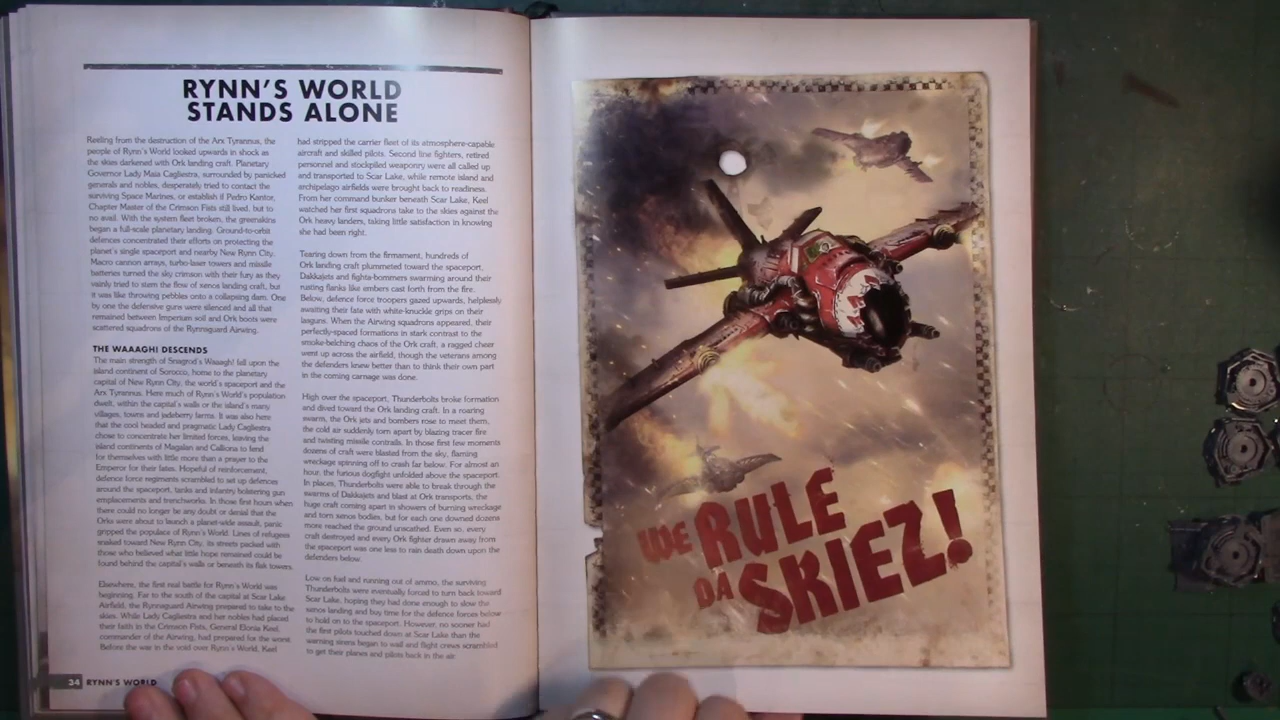 RYNN'S WORLD
STANDS ALONE
Reeling from the destruction of the Arx Tyrannus, the
people of Rynn's World looked upwards in shock as
the skies darkened with Ork landing craft. Planetary
Governor Lady Maia Cagliestra, surrounded by panicked
generals and nobles, desperately tried to contact the
surviving Space Marines, or establish if Pedro Kantor,
Chapter Master of the Crimson Fists still lived, but to
no avail. With the system fleet broken, the greenskins
began a full-scale planetary landing. Ground-to-orbit
defences concentrated their efforts on protecting the
planet's single spaceport and nearby New Rynn City.
Macro cannon arrays, turbo-laser towers and missile
batteries turned the sky crimson with their fury as they
vainly tried to stem the flow of xenos landing craft, but
it was like throwing pebbles onto a collapsing dam. One
by one the defensive guns were silenced and all that
remained between Imperium soil and Ork boots were
scattered squadrons of the Rynnsguard Airwing.
THE WAAAGH! DESCENDS
The main strength of Snagrod's Waaagh! fell upon the
island continent of Sorocco, home to the planetary
capital of New Rynn City, the world's spaceport and the
Arx Tyrannus. Here much of Rynn's World's population
dwelt, within the capital's walls or the island's many
villages, towns and jadeberry farms. It was also here
that the cool headed and pragmatic Lady Cagliestra
chose to concentrate her limited forces, leaving the
island continents of Magalan and Calliona to fend
for themselves with little more than a prayer to the
Emperor for their fates. Hopeful of reinforcement,
defence force regiments scrambled to set up defences
around the spaceport, tanks and infantry bolstering gun
emplacements and trenchworks. In those first hours when
there could no longer be any doubt or denial that the
Orks were about to launch a planet-wide assault, panic
gripped the populace of Rynn's World. Lines of refugees
snaked toward New Rynn City, its streets packed with
those who believed what little hope remained could be
found behind the capital's walls or beneath its flak towers.
Elsewhere, the first real battle for Rynn's World was
beginning. Far to the south of the capital at Scar Lake
Airfield, the Rynnsguard Airwing prepared to take to the
skies. While Lady Cagliestra and her nobles had placed
their faith in the Crimson Fists, General Elonia Keel,
commander of the Airwing, had prepared for the worst.
Before the war in the void over Rynn's World, Keel
had stripped the carrier fleet of its atmosphere-capable
aircraft and skilled pilots. Second line fighters, retired
personnel and stockpiled weaponry were all called up
and transported to Scar Lake, while remote island and
archipelago airfields were brought back to readiness.
From her command bunker beneath Scar Lake, Keel
watched her first squadrons take to the skies against the
Ork heavy landers, taking little satisfaction in knowing
she had been right.
Tearing down from the firmament, hundreds of
Ork landing craft plummeted toward the spaceport,
Dakkajets and fighta-bommers swarming around their
rusting flanks like embers cast forth from the fire.
Below, defence force troopers gazed upwards, helplessly
awaiting their fate with white-knuckle grips on their
lasguns. When the Airwing squadrons appeared, their
perfectly-spaced formations in stark contrast to the
smoke-belching chaos of the Ork craft, a ragged cheer
went up across the airfield, though the veterans among
the defenders knew better than to think their own part
in the coming carnage was done.
High over the spaceport, Thunderbolts broke formation
and dived toward the Ork landing craft. In a roaring
swarm, the Ork jets and bombers rose to meet them,
the cold air suddenly torn apart by blazing tracer fire
and twisting missile contrails. In those first few moments
dozens of craft were blasted from the sky, flaming
wreckage spinning off to crash far below. For almost an
hour, the furious dogfight unfolded above the spaceport.
In places, Thunderbolts were able to break through the
swarms of Dakkajets and blast at Ork transports, the
huge craft coming apart in showers of burning wreckage
and torn xenos bodies, but for each one downed dozens
more reached the ground unscathed. Even so, every
craft destroyed and every Ork fighter drawn away from
the spaceport was one less to rain death down upon the
defenders below.
Low on fuel and running out of ammo, the surviving
Thunderbolts were eventually forced to turn back toward
Scar Lake, hoping they had done enough to slow the
xenos landing and buy time for the defence forces below
to hold on to the spaceport. However, no sooner had
the first pilots touched down at Scar Lake than the
warning sirens began to wail and flight crews scrambled
to get their planes and pilots back in the air.
34 RYNN'S WORLD
WE RULE
DA SKIEZ!